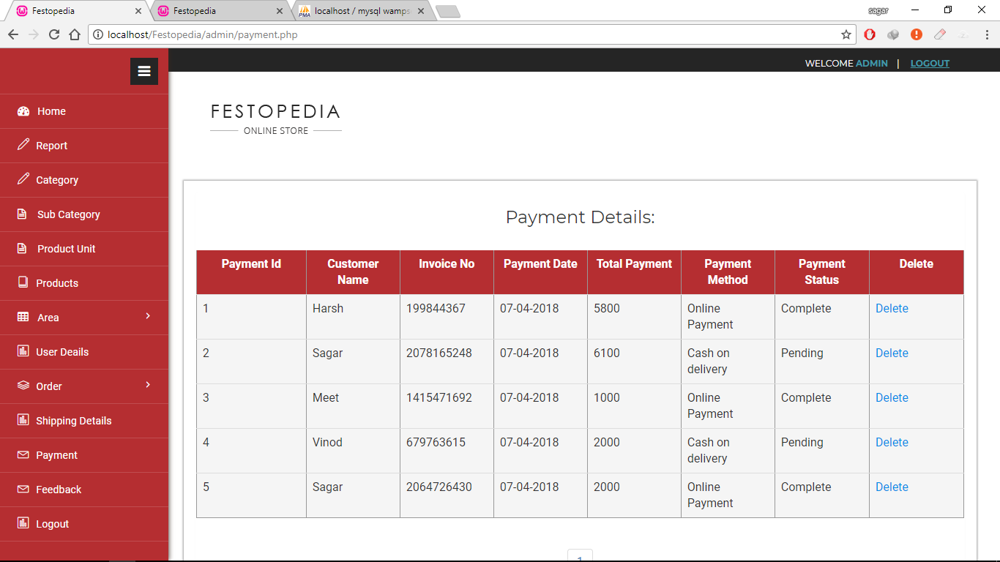 Festopedia
Festopedia
localhost / mysql wamps
sagar
localhost/Festopedia/admin/payment.php
WELCOME ADMIN | LOGOUT
Home
Report
Category
Sub Category
Product Unit
Products
Area
User Deails
Order
Shipping Details
Payment
Feedback
Logout
FESTOPEDIA
ONLINE STORE
Payment Details:
Payment Id Customer Name Invoice No Payment Date Total Payment Payment Method Payment Status Delete
1 Harsh 199844367 07-04-2018 5800 Online Payment Complete Delete
2 Sagar 2078165248 07-04-2018 6100 Cash on delivery Pending Delete
3 Meet 1415471692 07-04-2018 1000 Online Payment Complete Delete
4 Vinod 679763615 07-04-2018 2000 Cash on delivery Pending Delete
5 Sagar 2064726430 07-04-2018 2000 Online Payment Complete Delete
1